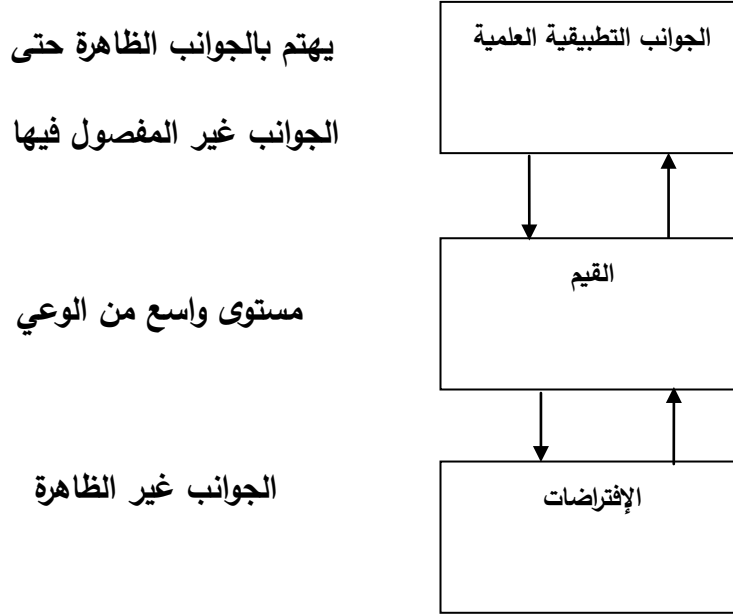 الجوانب التطبيقية العلمية
يهتم بالجوانب الظاهرة حتى
الجوانب غير المفصول فيها
القيم
مستوى واسع من الوعي
الإفتراضات
الجوانب غير الظاهرة